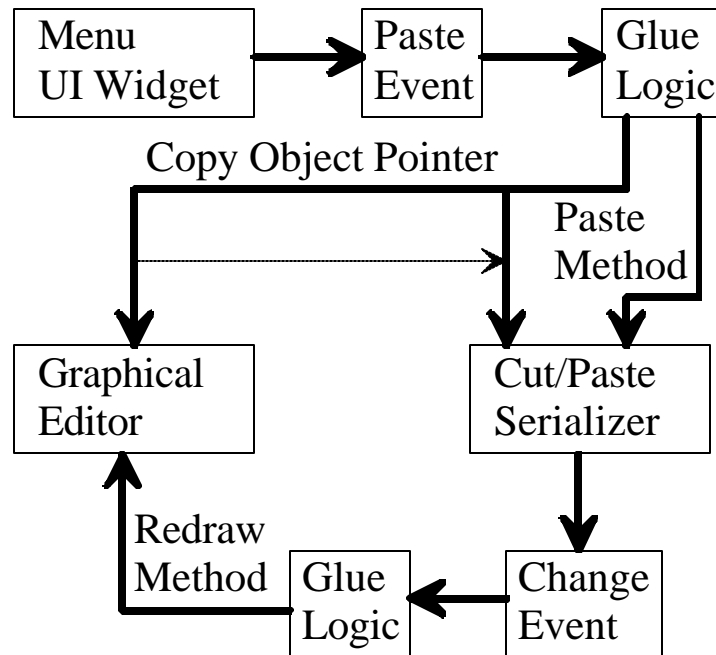 Menu
UI Widget
Paste
Event
Glue
Logic
Copy Object Pointer
Paste
Method
Graphical
Editor
Cut/Paste
Serializer
Redraw
Method
Glue
Logic
Change
Event